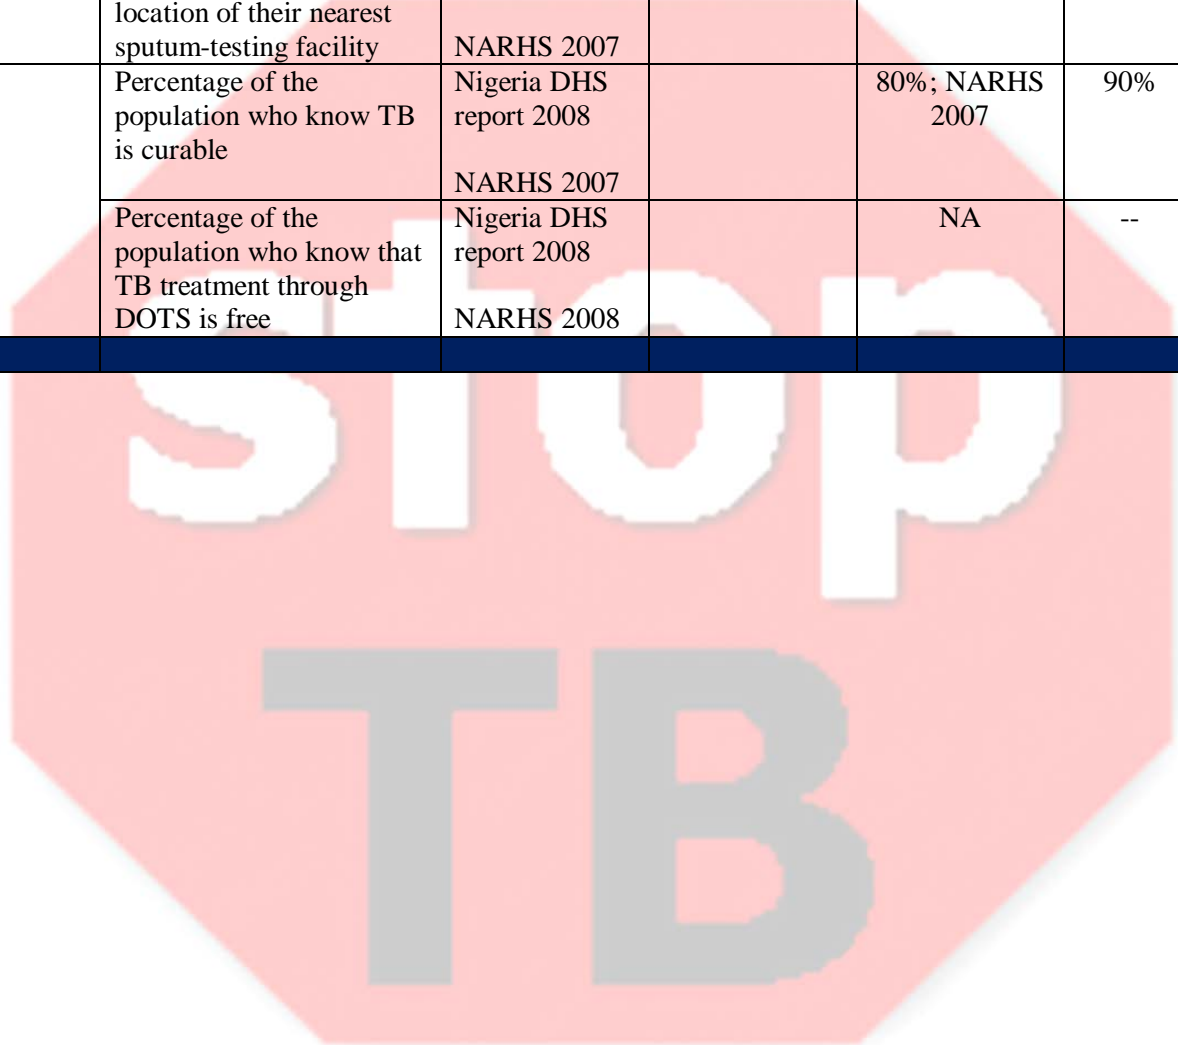 location of their nearest
sputum-testing facility
NARHS 2007
Percentage of the
population who know TB
is curable
Nigeria DHS
report 2008
NARHS 2007
80%; NARHS
2007
90%
Percentage of the
population who know that
TB treatment through
DOTS is free
Nigeria DHS
report 2008
NARHS 2008
NA
--
stop
TB